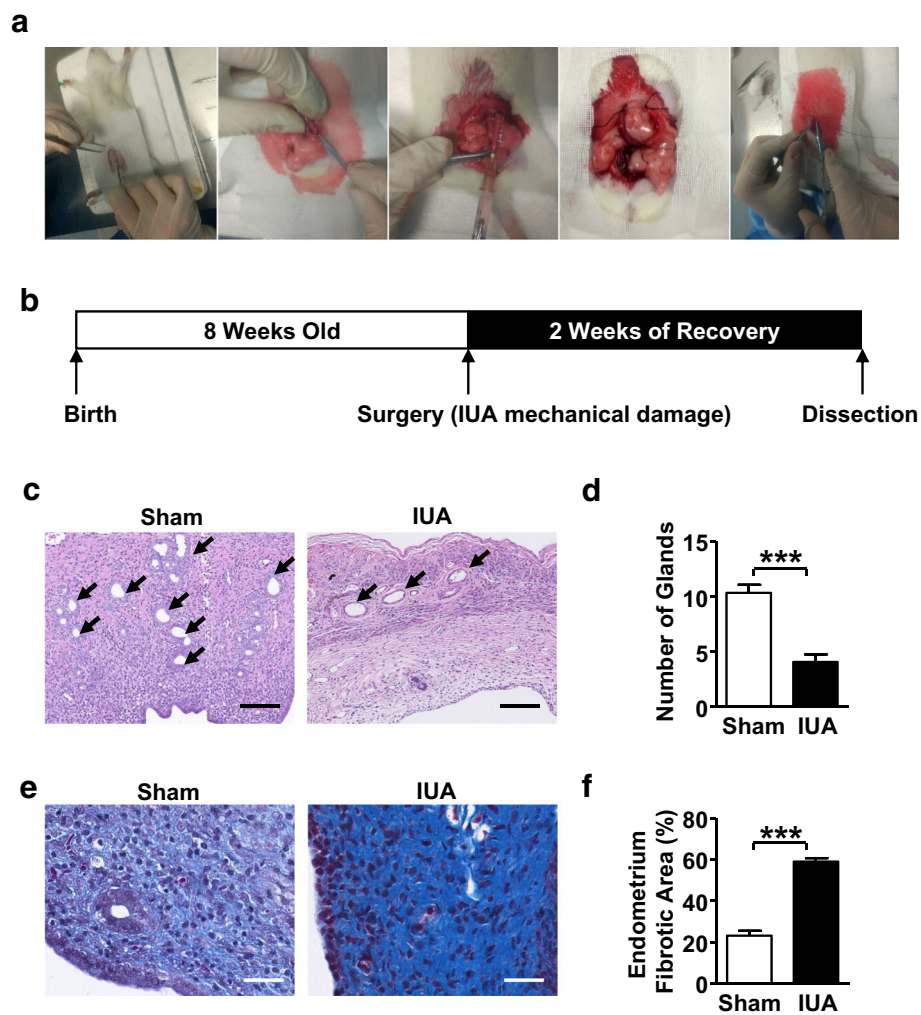 a
b
8 Weeks Old
2 Weeks of Recovery
Birth
Surgery (IUA mechanical damage)
Dissection
c
Sham
IUA
d
Number of Glands
15
10
5
0
***
Sham
IUA
e
Sham
IUA
f
Endometrium
Fibrotic Area (%)
80
60
40
20
0
***
Sham
IUA